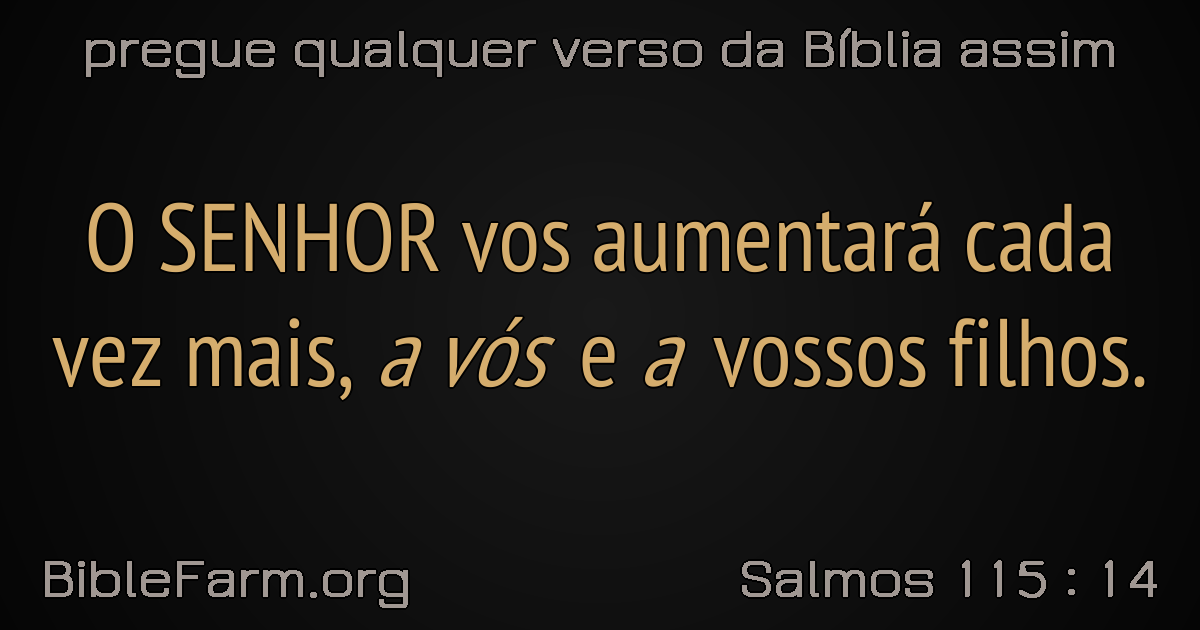 pregue qualquer verso da Bíblia assim
O SENHOR vos aumentará cada
vez mais, a vós e a vossos filhos.
BibleFarm.org
Salmos 115 : 14